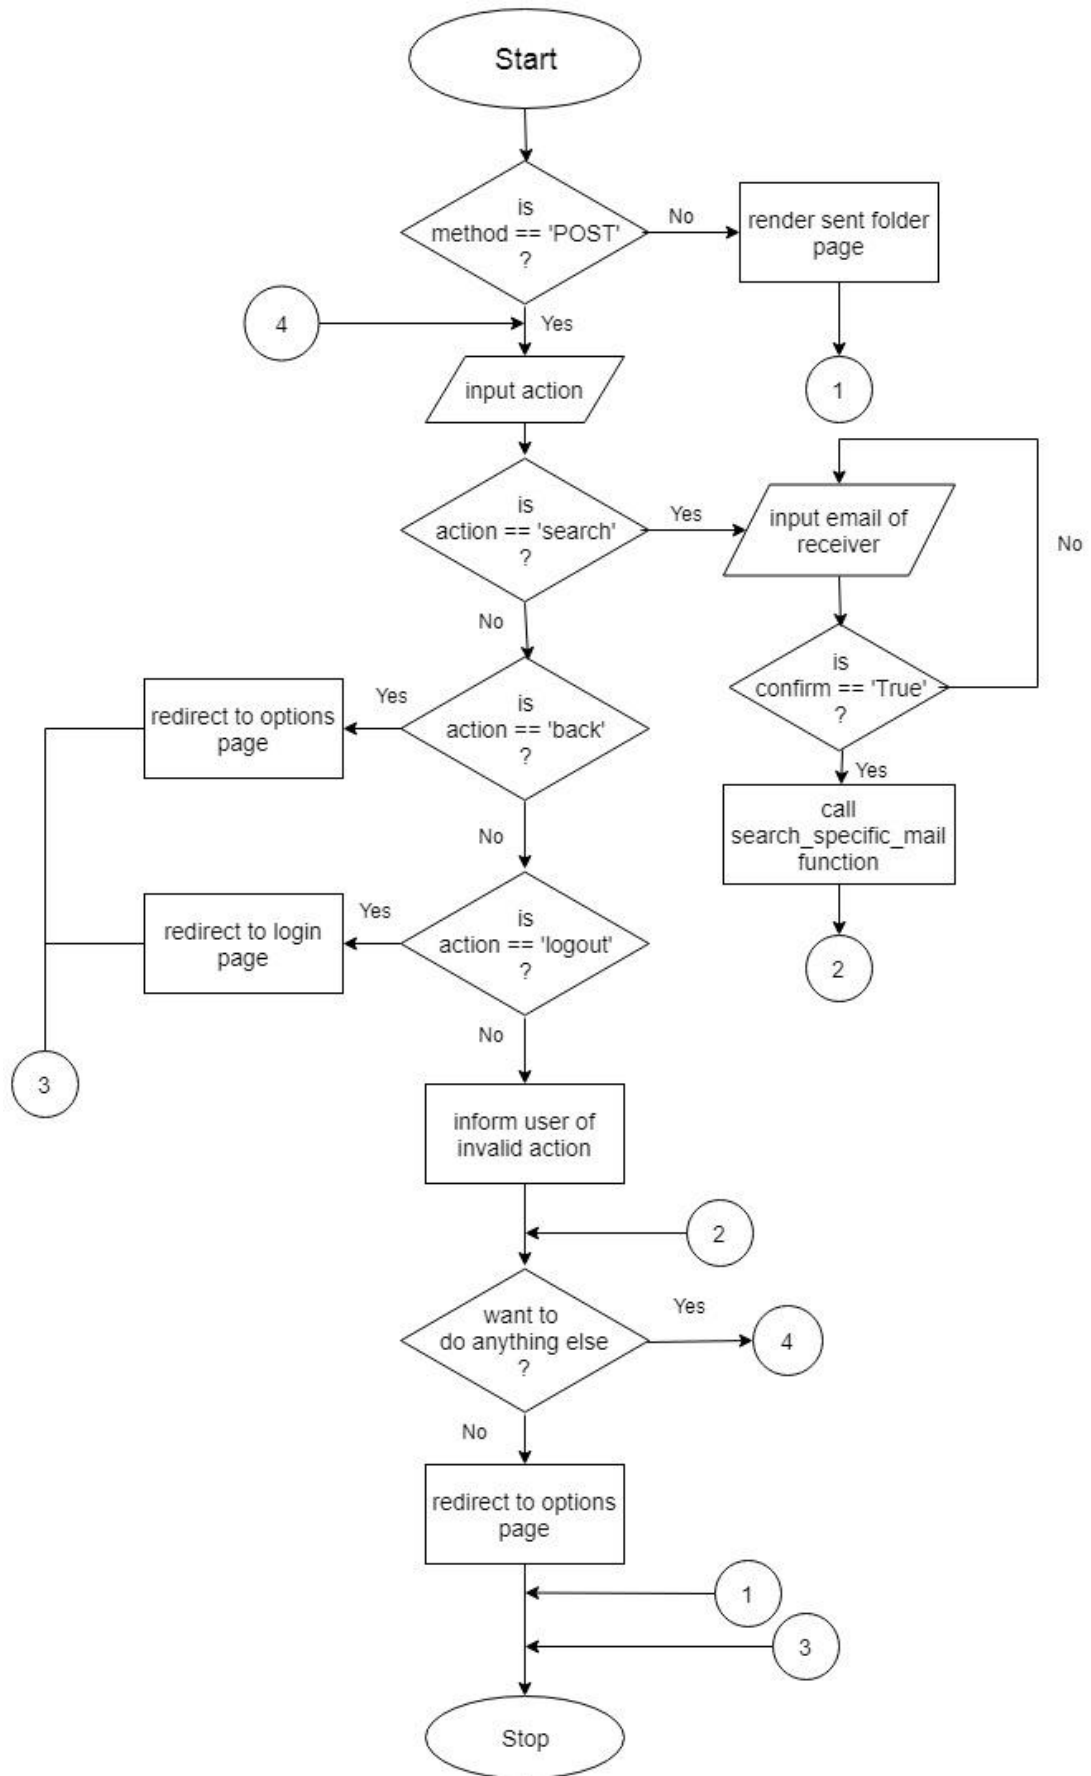 Start
is
method == 'POST'
?
No
render sent folder
page
4
Yes
1
input action
is
action == 'search'
?
Yes
input email of
receiver
No
No
is
confirm == 'True'
?
Yes
redirect to options
page
is
action == 'back'
?
Yes
call
search_specific_mail
function
No
2
redirect to login
page
Yes
is
action == 'logout'
?
No
3
inform user of
invalid action
2
want to
do anything else
?
Yes
4
No
redirect to options
page
1
3
Stop